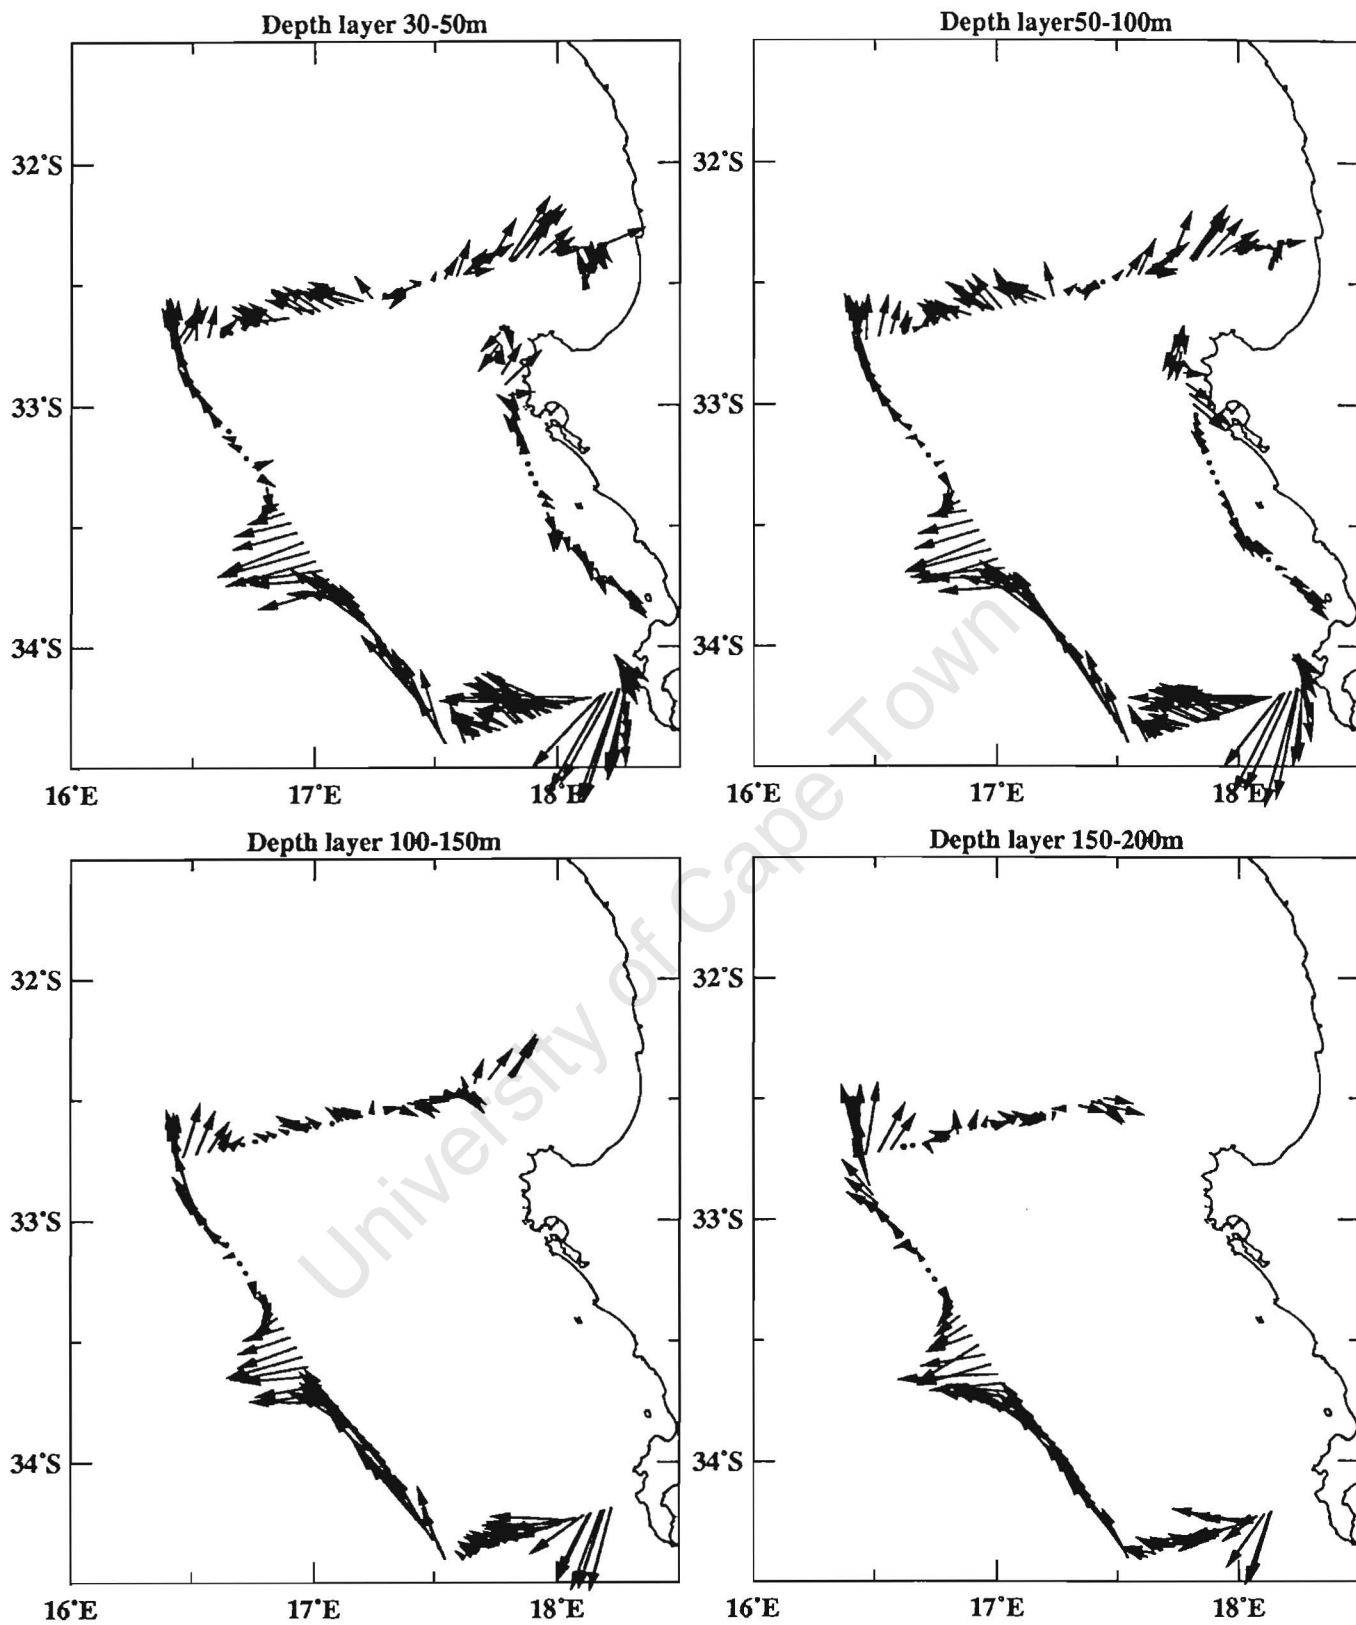 Depth layer 30-50m
Depth layer50-100m
32°S
32°S
33°S
33°S
34°S
34°S
16°E
17°E
18°E
16°E
17°E
18°E
Depth layer 100-150m
Depth layer 150-200m
32°S
32°S
33°S
33°S
34°S
34°S
16°E
17°E
18°E
16°E
17°E
18°E
University of Cape Town